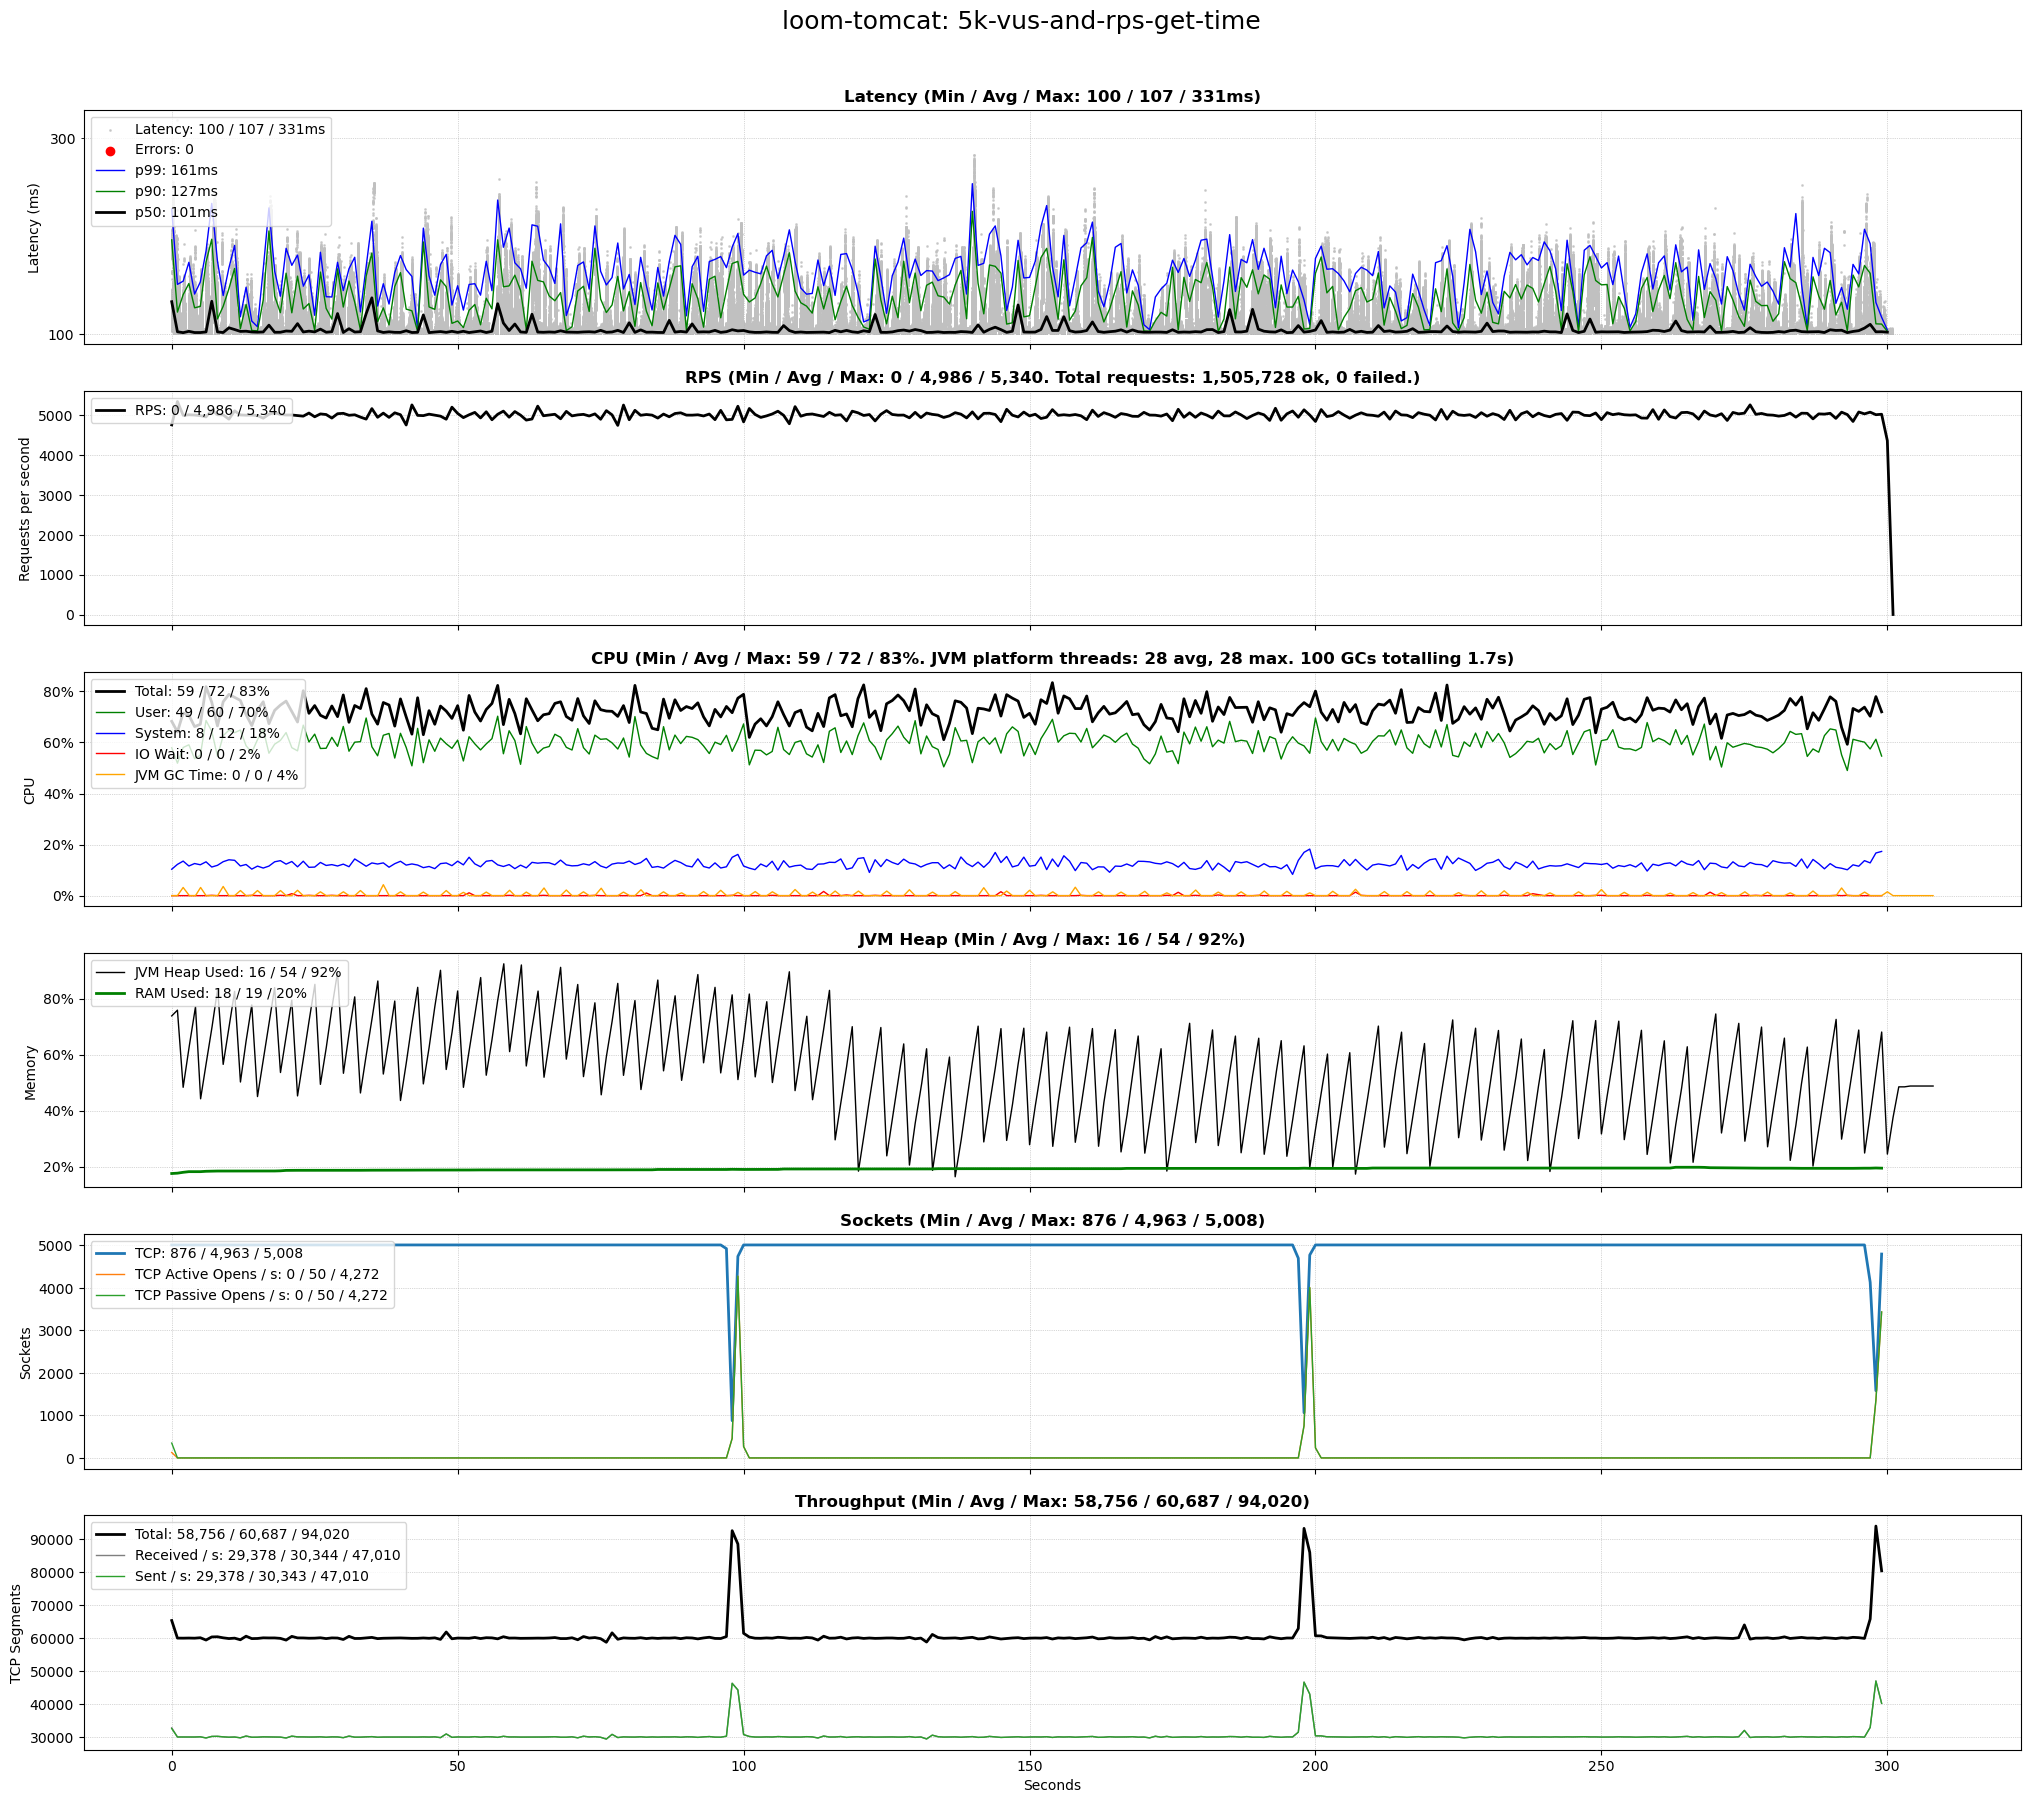 loom-tomcat: 5k-vus-and-rps-get-time
Latency (Min / Avg / Max: 100 / 107 / 331ms)
Latency: 100 / 107 / 331ms
Errors: 0
p99: 161ms
p90: 127ms
p50: 101ms
Latency (ms)
300
100
RPS (Min / Avg / Max: 0 / 4,986 / 5,340. Total requests: 1,505,728 ok, 0 failed.)
RPS: 0 / 4,986 / 5,340
Requests per second
5000
4000
3000
2000
1000
0
CPU (Min / Avg / Max: 59 / 72 / 83%. JVM platform threads: 28 avg, 28 max. 100 GCs totalling 1.7s)
Total: 59 / 72 / 83%
User: 49 / 60 / 70%
System: 8 / 12 / 18%
IO Wait: 0 / 0 / 2%
JVM GC Time: 0 / 0 / 4%
CPU
80%
60%
40%
20%
0%
JVM Heap (Min / Avg / Max: 16 / 54 / 92%)
JVM Heap Used: 16 / 54 / 92%
RAM Used: 18 / 19 / 20%
Memory
80%
60%
40%
20%
Sockets (Min / Avg / Max: 876 / 4,963 / 5,008)
TCP: 876 / 4,963 / 5,008
TCP Active Opens / s: 0 / 50 / 4,272
TCP Passive Opens / s: 0 / 50 / 4,272
Sockets
5000
4000
3000
2000
1000
0
Throughput (Min / Avg / Max: 58,756 / 60,687 / 94,020)
Total: 58,756 / 60,687 / 94,020
Received / s: 29,378 / 30,344 / 47,010
Sent / s: 29,378 / 30,343 / 47,010
TCP Segments
90000
80000
70000
60000
50000
40000
30000
0 50 100 150 200 250 300
Seconds